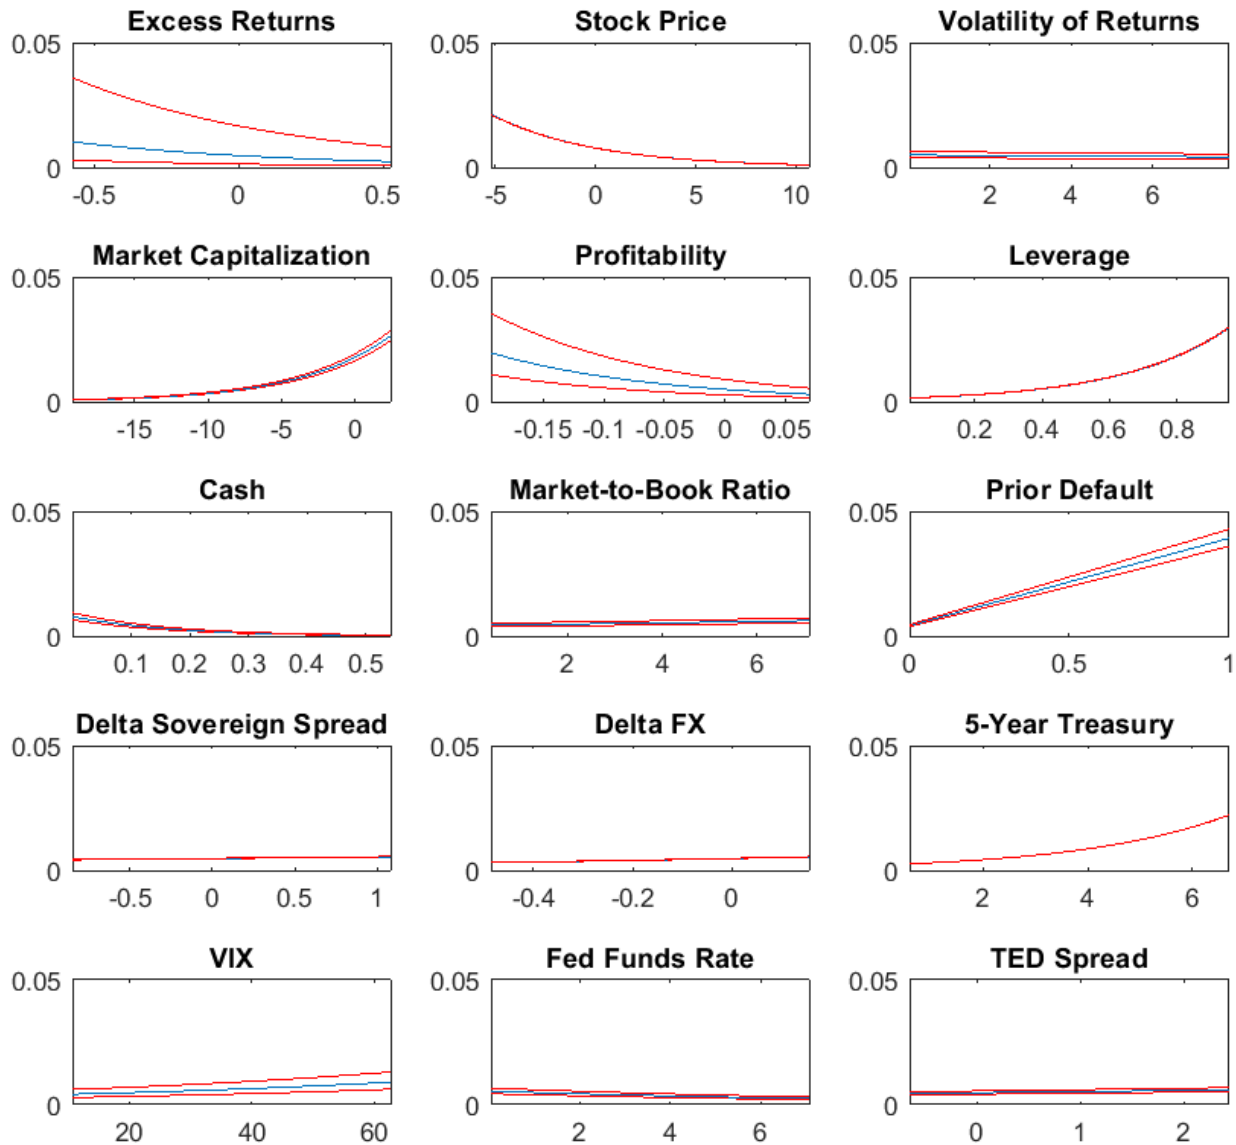 Excess Returns
0.05
0
-0.5 0 0.5
Stock Price
0.05
0
-5 0 5 10
Volatility of Returns
0.05
0
2 4 6
Market Capitalization
0.05
0
-15 -10 -5 0
Profitability
0.05
0
-0.15 -0.1 -0.05 0 0.05
Leverage
0.05
0
0.2 0.4 0.6 0.8
Cash
0.05
0
0.1 0.2 0.3 0.4 0.5
Market-to-Book Ratio
0.05
0
2 4 6
Prior Default
0.05
0
0 0.5 1
Delta Sovereign Spread
0.05
0
-0.5 0 0.5 1
Delta FX
0.05
0
-0.4 -0.2 0
5-Year Treasury
0.05
0
2 4 6
VIX
0.05
0
20 40 60
Fed Funds Rate
0.05
0
2 4 6
TED Spread
0.05
0
0 1 2